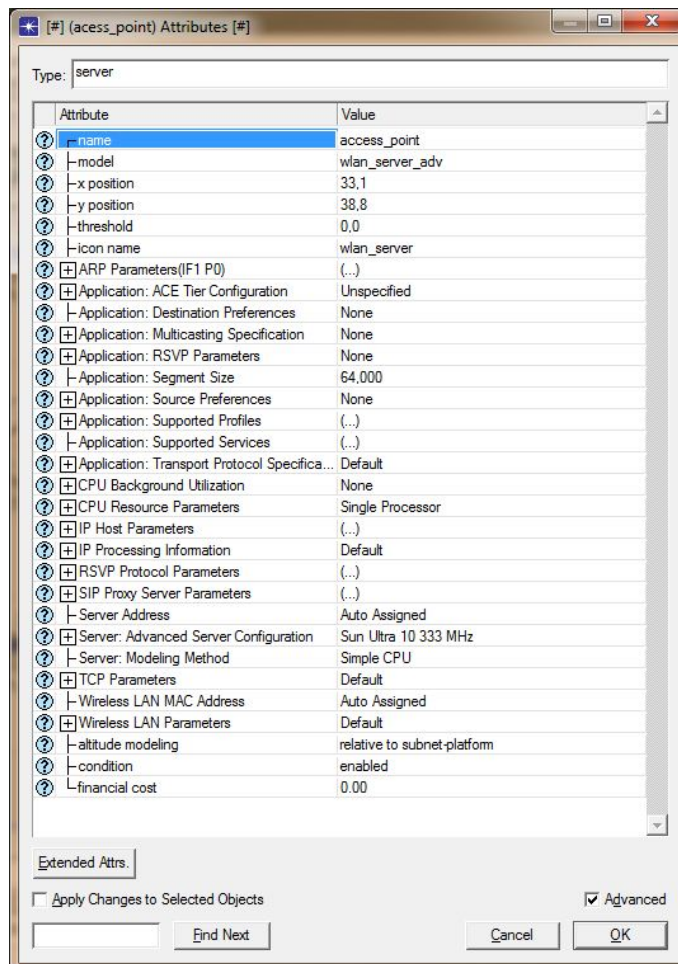 [#] (acess_point) Attributes [#]
Type: server
Attribute Value
name access_point
model wlan_server_adv
x position 33,1
y position 38,8
threshold 0,0
icon name wlan_server
ARP Parameters(IF1 P0) (...)
Application: ACE Tier Configuration Unspecified
Application: Destination Preferences None
Application: Multicasting Specification None
Application: RSVP Parameters None
Application: Segment Size 64,000
Application: Source Preferences None
Application: Supported Profiles (...)
Application: Supported Services (...)
Application: Transport Protocol Specifica... Default
CPU Background Utilization None
CPU Resource Parameters Single Processor
IP Host Parameters (...)
IP Processing Information Default
RSVP Protocol Parameters (...)
SIP Proxy Server Parameters (...)
Server Address Auto Assigned
Server: Advanced Server Configuration Sun Ultra 10 333 MHz
Server: Modeling Method Simple CPU
TCP Parameters Default
Wireless LAN MAC Address Auto Assigned
Wireless LAN Parameters Default
altitude modeling relative to subnet-platform
condition enabled
financial cost 0.00
Extended Attrs.
Apply Changes to Selected Objects Advanced
Find Next Cancel OK